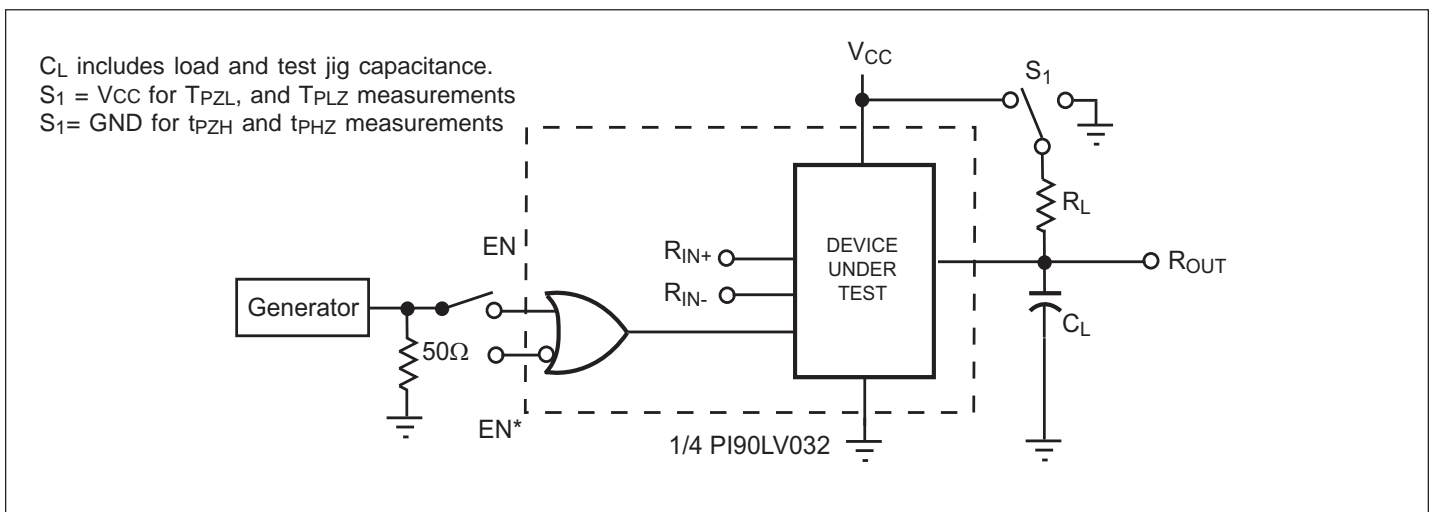 CL includes load and test jig capacitance.
S1 = VCC for TPZL, and TPLZ measurements
S1= GND for tPZH and tPHZ measurements
VCC
S1
RL
EN
RIN+
RIN-
DEVICE
UNDER
TEST
ROUT
Generator
50Ω
CL
EN*
1/4 PI90LV032